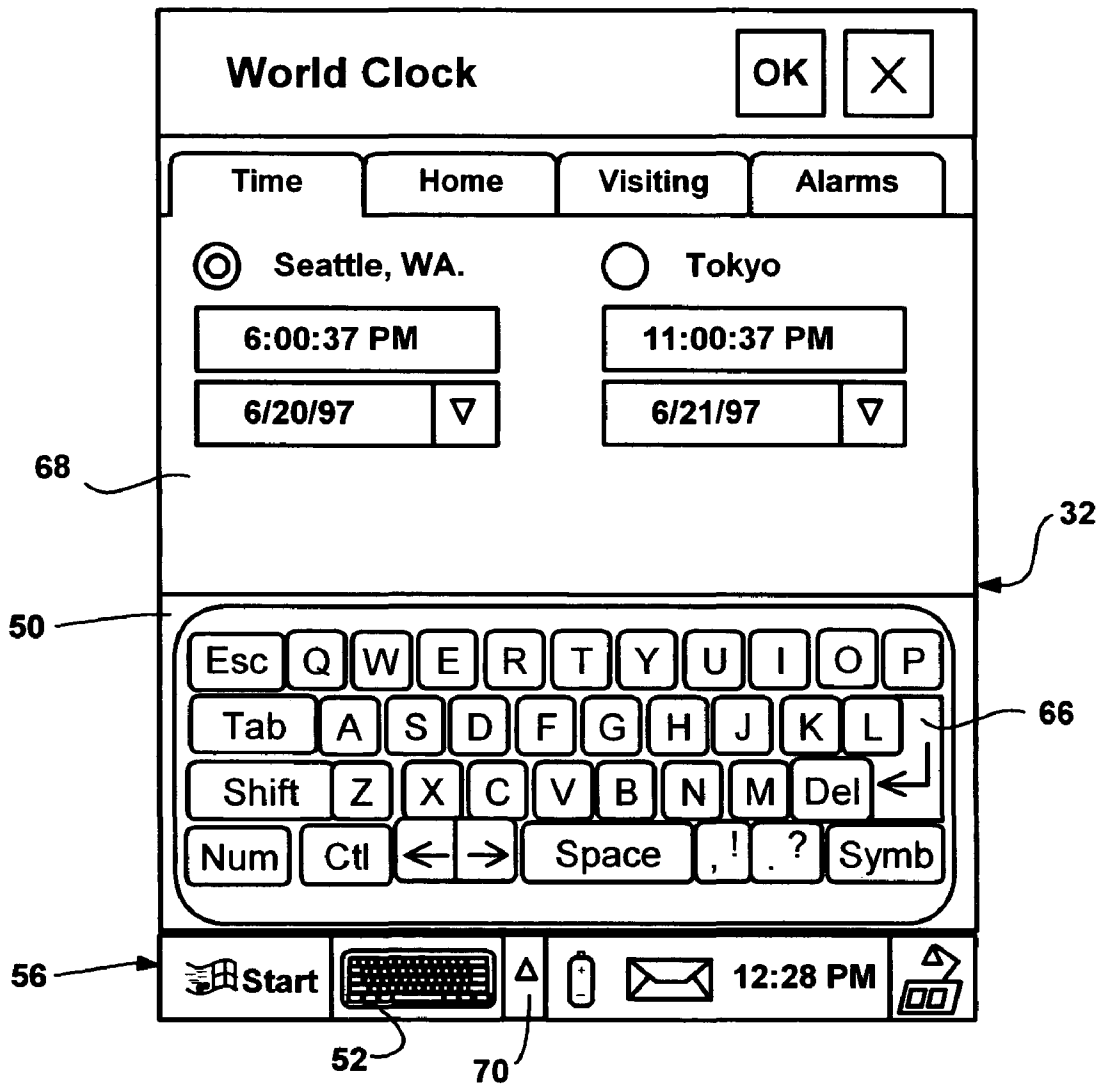 World Clock OK X
Time Home Visiting Alarms
Seattle, WA. Tokyo
6:00:37 PM 11:00:37 PM
6/20/97 6/21/97
68
32
50
Esc Q W E R T Y U I O P
Tab A S D F G H J K L
66
Shift Z X C V B N M Del
Num Ctl ← → Space , ! . ? Symb
56
Start 12:28 PM
52
70